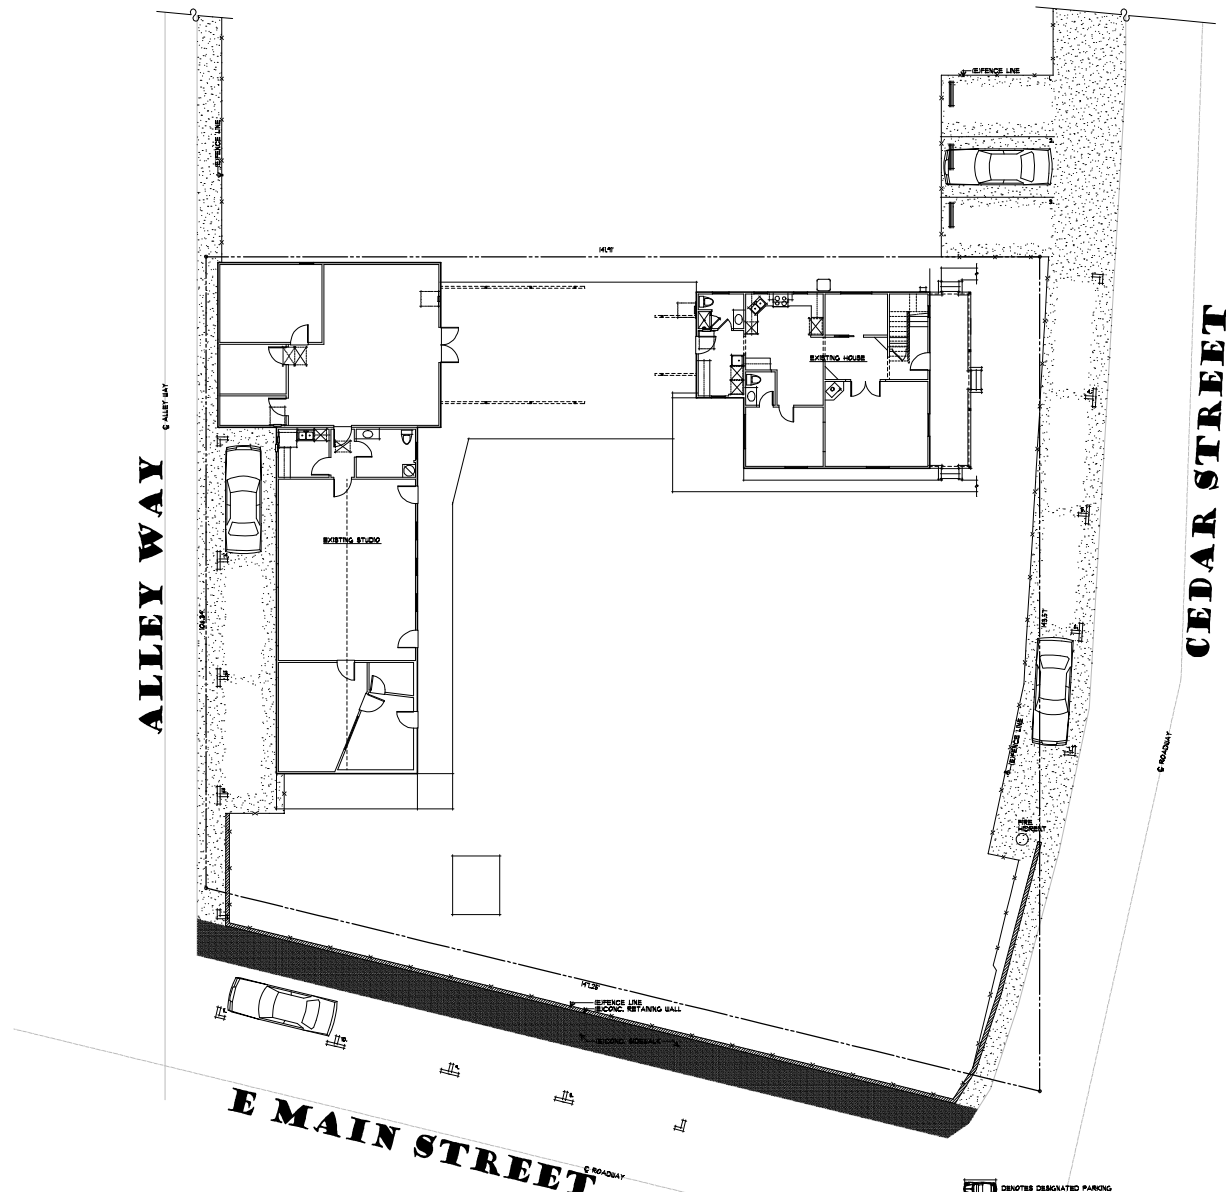 (E)FENCE LINE
(E)FENCE LINE
EXISTING HOUSE
℄ ALLEY WAY
ALLEY WAY
CEDAR STREET
EXISTING STUDIO
(E)FENCE LINE
℄ ROADWAY
FIRE
HYDRANT
(E)FENCE LINE
(E)CONC. RETAINING WALL
(E)CONC. SIDEWALK
E MAIN STREET
℄ ROADWAY
DENOTES DESIGNATED PARKING